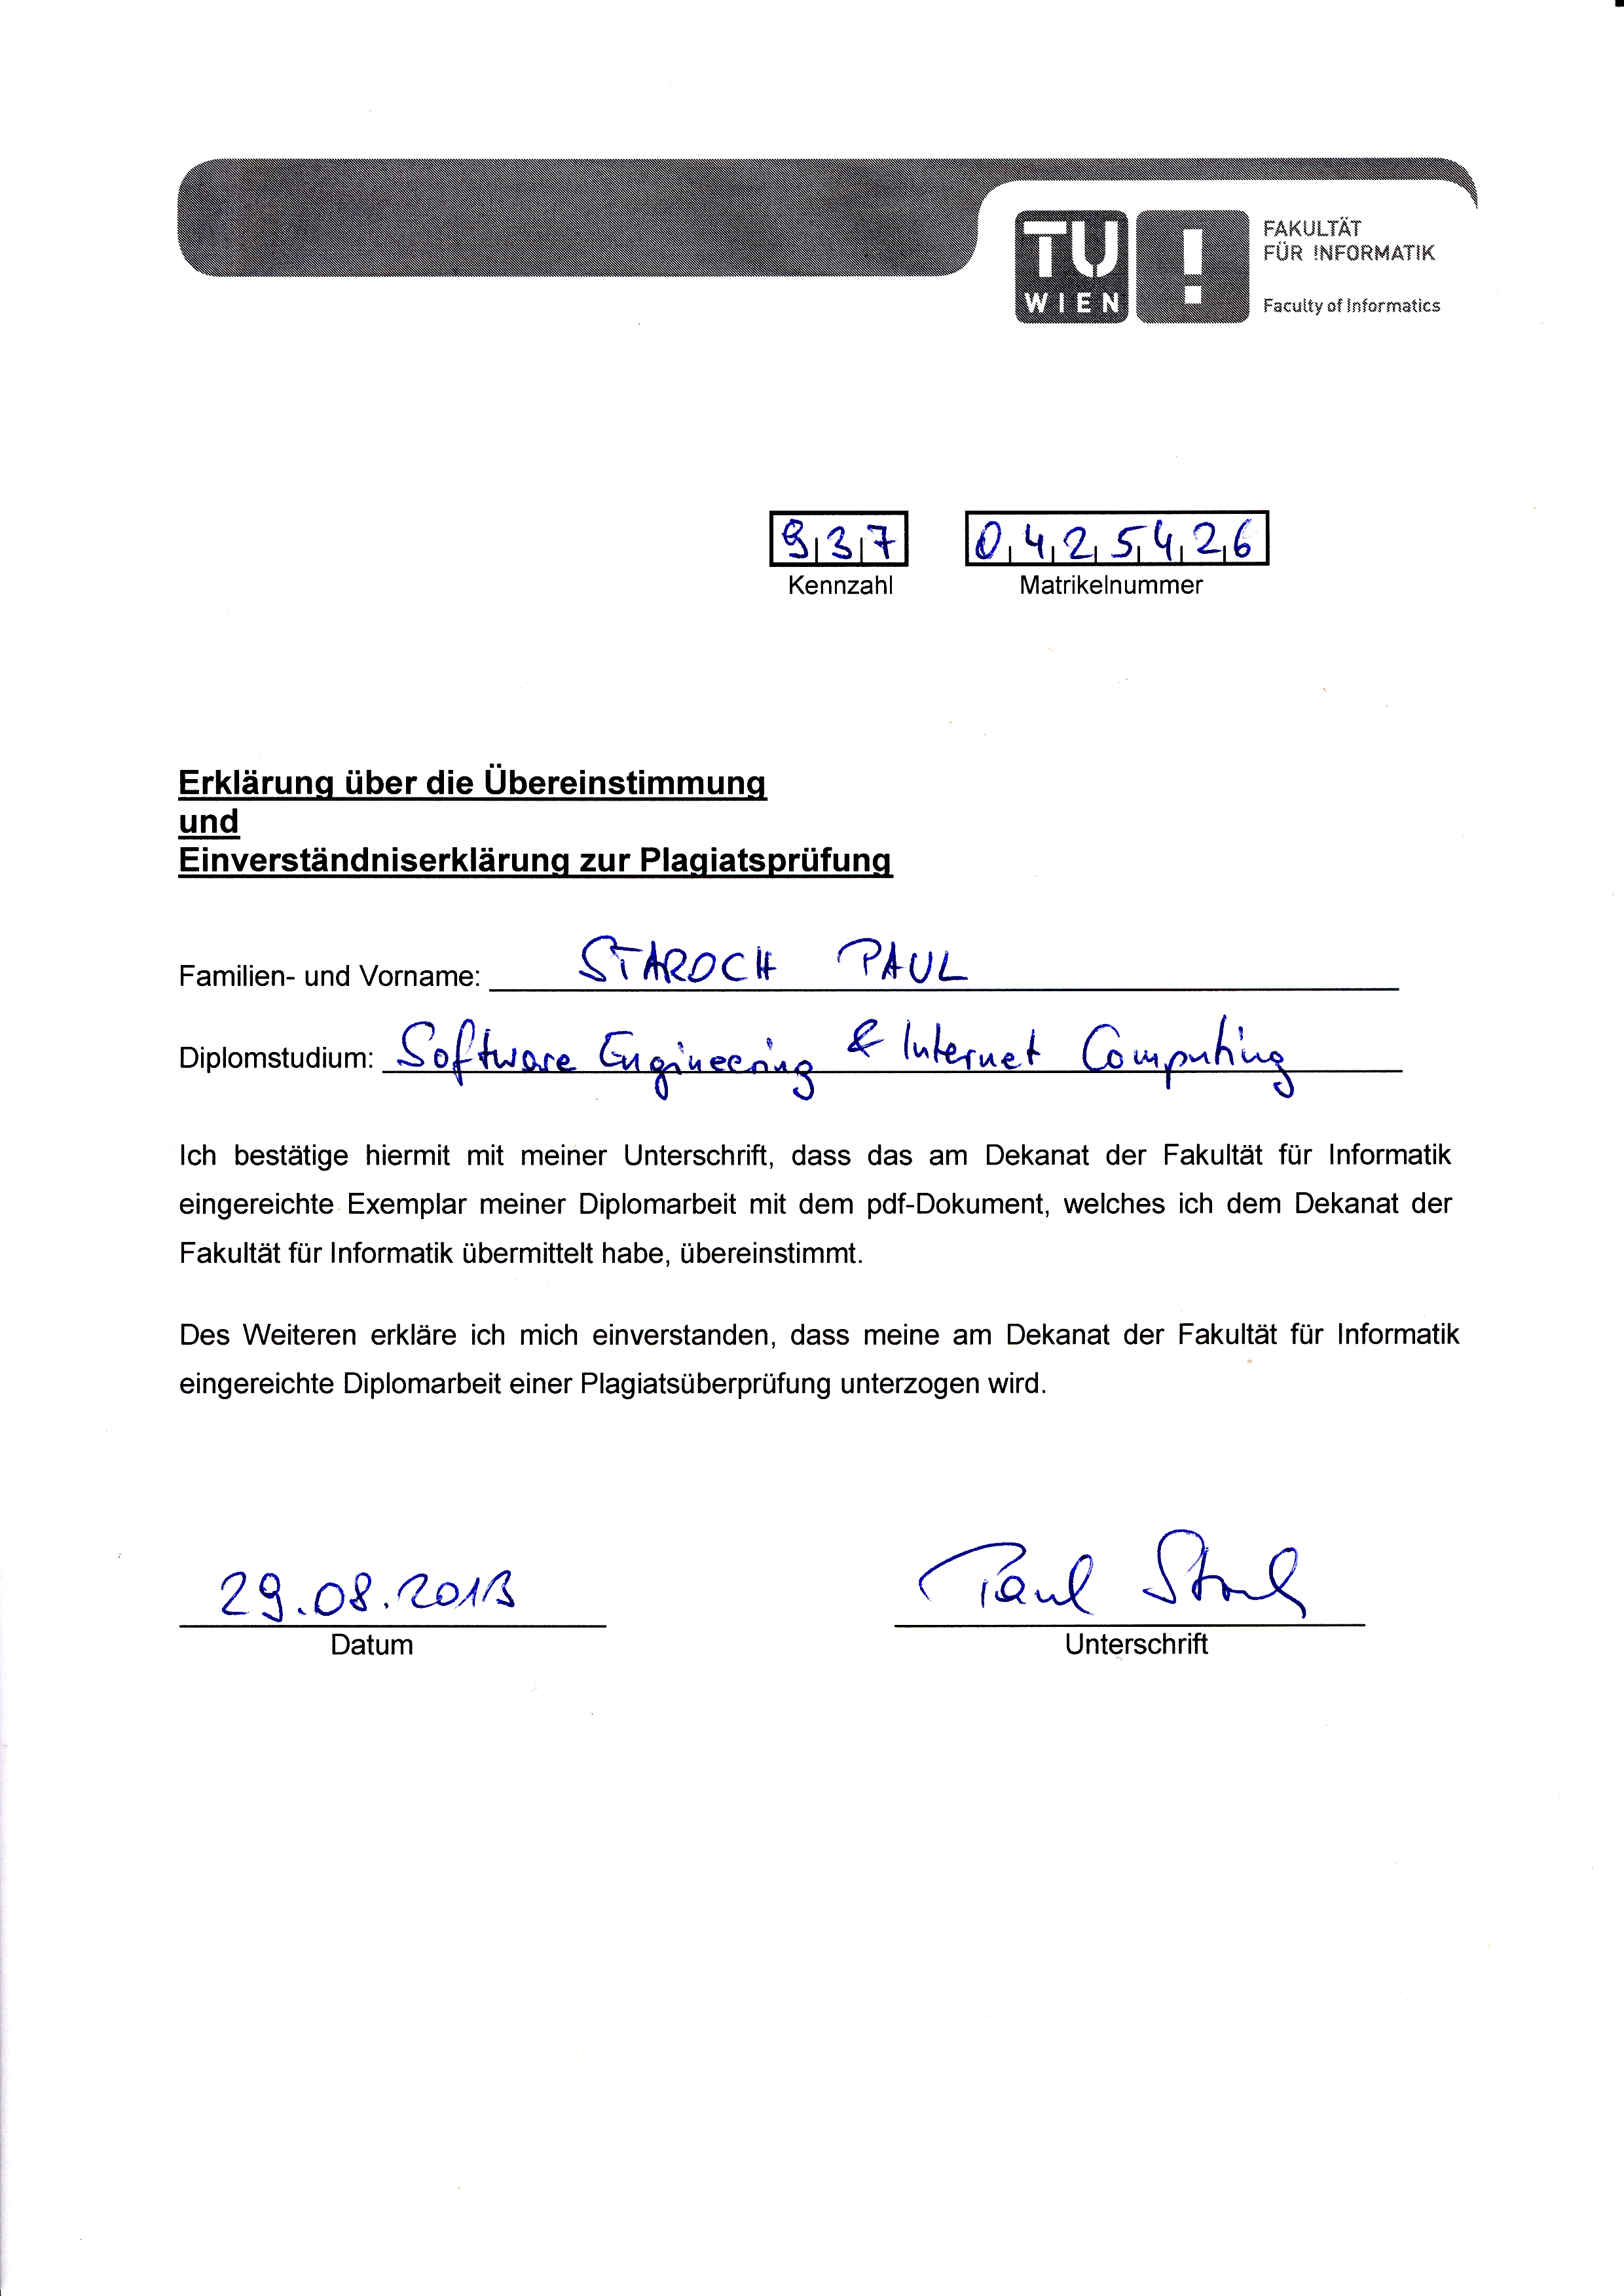 TU
WIEN
!
FAKULTÄT
FÜR !NFORMATIK
Faculty of Informatics
937 0425426
Kennzahl Matrikelnummer
Erklärung über die Übereinstimmung
und
Einverständniserklärung zur Plagiatsprüfung
Familien- und Vorname: STAROCH PAUL
Diplomstudium: Software Engineering & Internet Computing
Ich bestätige hiermit mit meiner Unterschrift, dass das am Dekanat der Fakultät für Informatik
eingereichte Exemplar meiner Diplomarbeit mit dem pdf-Dokument, welches ich dem Dekanat der
Fakultät für Informatik übermittelt habe, übereinstimmt.
Des Weiteren erkläre ich mich einverstanden, dass meine am Dekanat der Fakultät für Informatik
eingereichte Diplomarbeit einer Plagiatsüberprüfung unterzogen wird.
29.08.2013 Paul Staroch
Datum Unterschrift